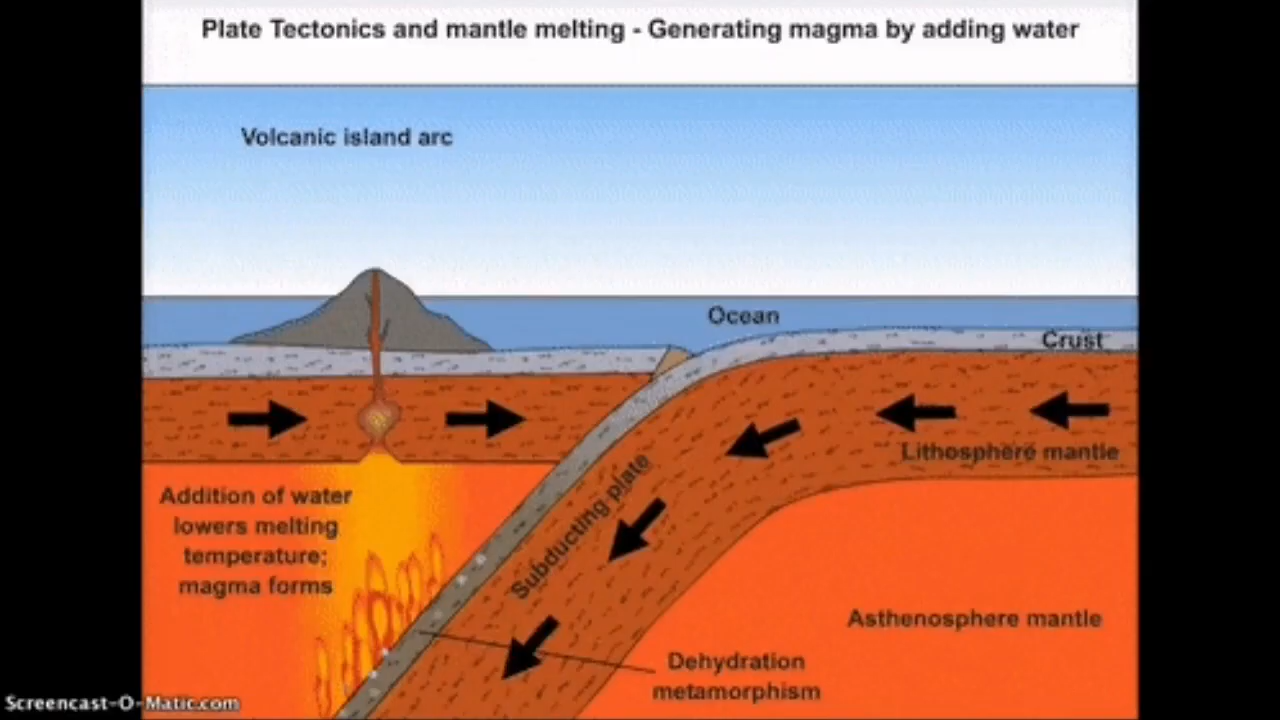 Plate Tectonics and mantle melting - Generating magma by adding water
Volcanic island arc
Ocean
Crust
Lithosphere mantle
Subducting plate
Addition of water
lowers melting
temperature;
magma forms
Asthenosphere mantle
Dehydration
metamorphism
Screencast-O-Matic.com